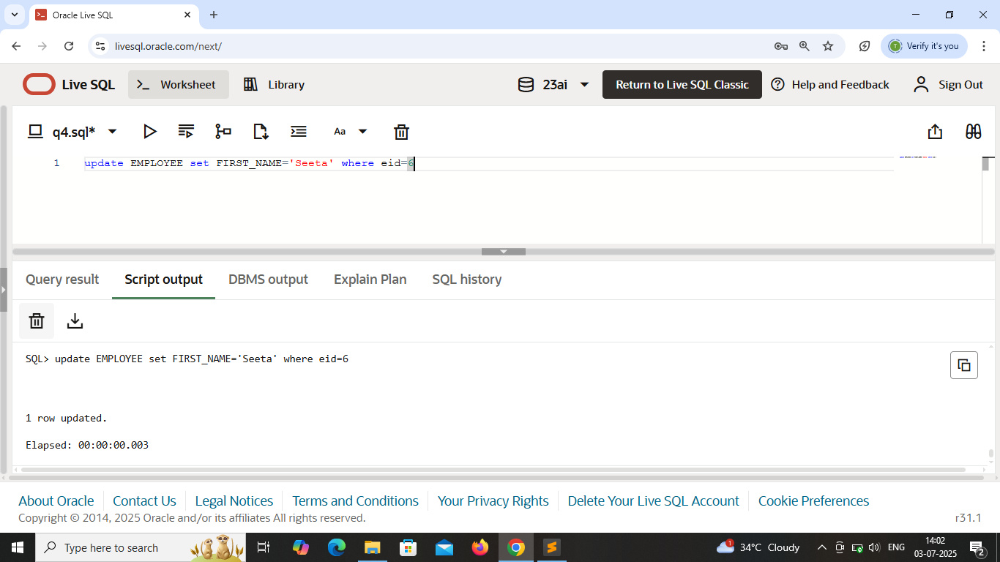 Oracle Live SQL
livesql.oracle.com/next/
T Verify it's you
Live SQL
Worksheet
Library
23ai
Return to Live SQL Classic
Help and Feedback
Sign Out
q4.sql*
Aa
1 update EMPLOYEE set FIRST_NAME='Seeta' where eid=6
Query result
Script output
DBMS output
Explain Plan
SQL history
SQL> update EMPLOYEE set FIRST_NAME='Seeta' where eid=6
1 row updated.
Elapsed: 00:00:00.003
About Oracle
Contact Us
Legal Notices
Terms and Conditions
Your Privacy Rights
Delete Your Live SQL Account
Cookie Preferences
Copyright © 2014, 2025 Oracle and/or its affiliates All rights reserved.
r31.1
Type here to search
1
34°C Cloudy
ENG
14:02
03-07-2025
2